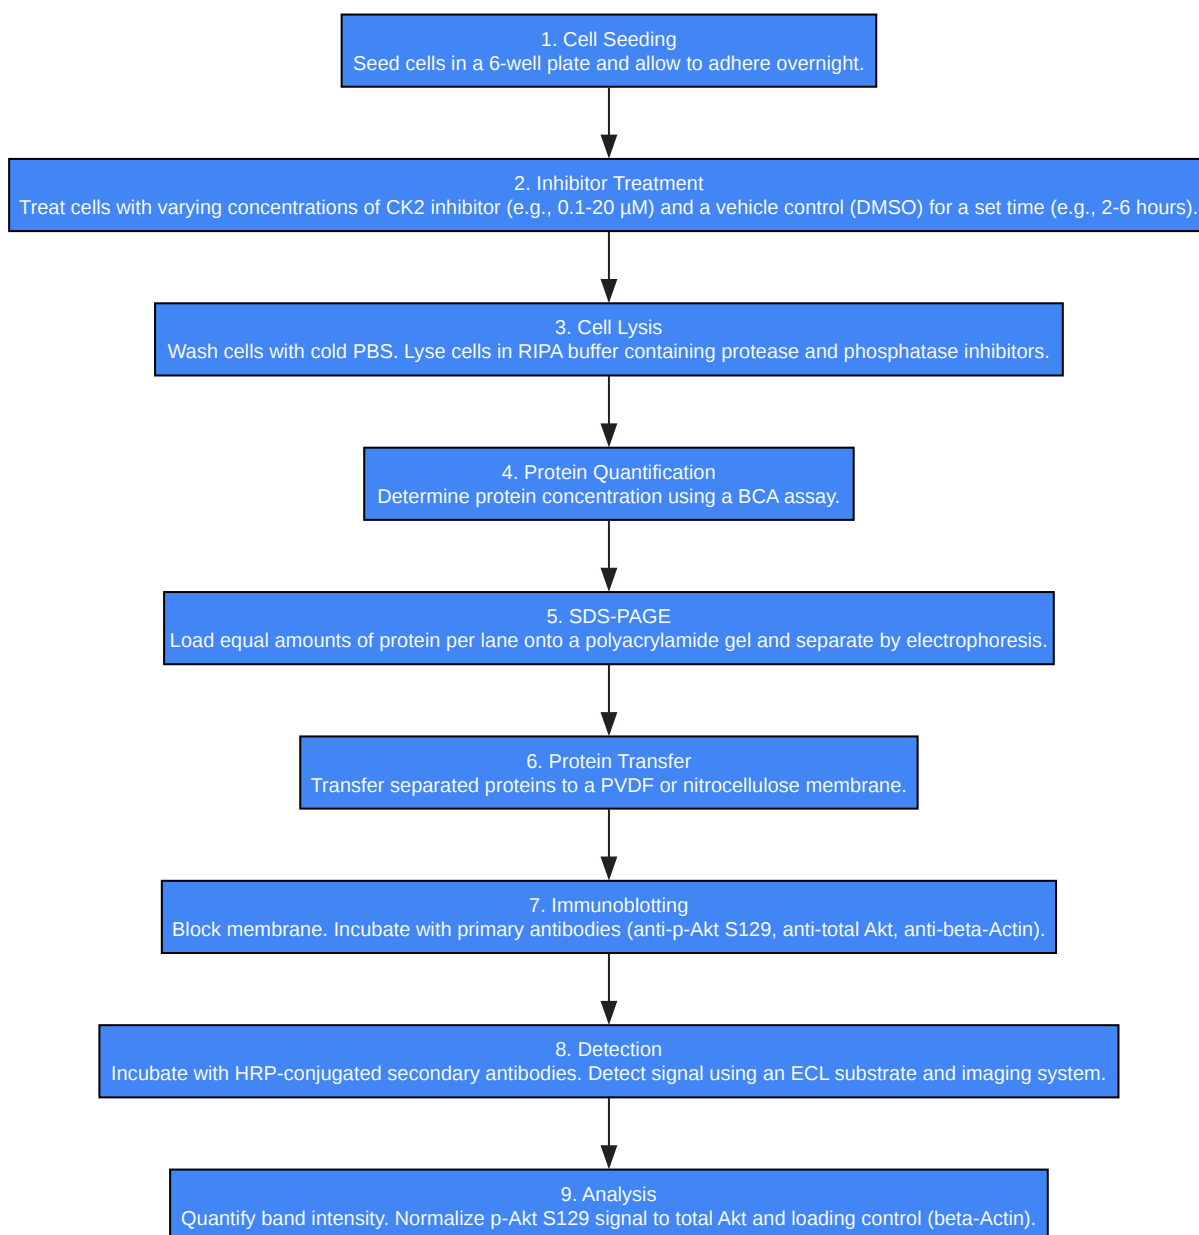 1. Cell Seeding
Seed cells in a 6-well plate and allow to adhere overnight.
2. Inhibitor Treatment
Treat cells with varying concentrations of CK2 inhibitor (e.g., 0.1-20 µM) and a vehicle control (DMSO) for a set time (e.g., 2-6 hours).
3. Cell Lysis
Wash cells with cold PBS. Lyse cells in RIPA buffer containing protease and phosphatase inhibitors.
4. Protein Quantification
Determine protein concentration using a BCA assay.
5. SDS-PAGE
Load equal amounts of protein per lane onto a polyacrylamide gel and separate by electrophoresis.
6. Protein Transfer
Transfer separated proteins to a PVDF or nitrocellulose membrane.
7. Immunoblotting
Block membrane. Incubate with primary antibodies (anti-p-Akt S129, anti-total Akt, anti-beta-Actin).
8. Detection
Incubate with HRP-conjugated secondary antibodies. Detect signal using an ECL substrate and imaging system.
9. Analysis
Quantify band intensity. Normalize p-Akt S129 signal to total Akt and loading control (beta-Actin).